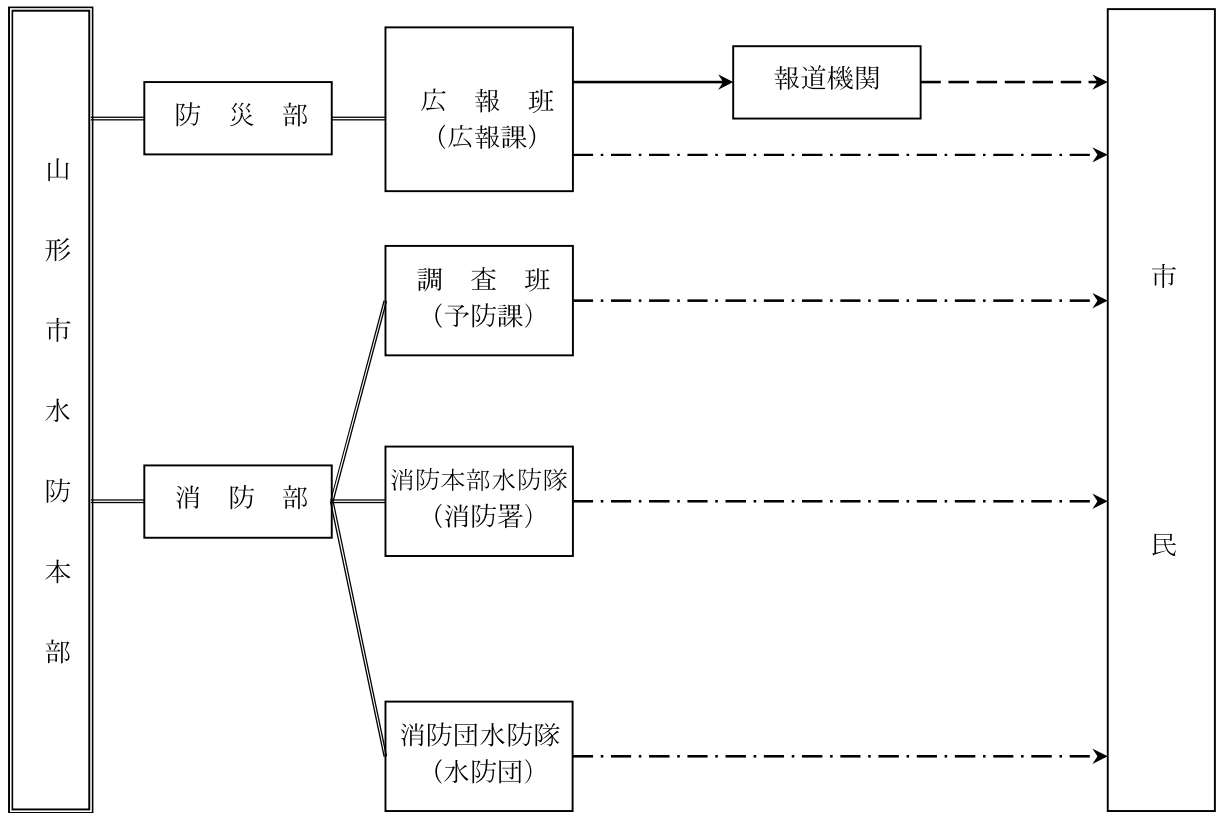 山形市水防本部
防　災　部
広　報　班
（広報課）
報道機関
調　査　班
（予防課）
消　防　部
消防本部水防隊
（消防署）
消防団水防隊
（水防団）
市民